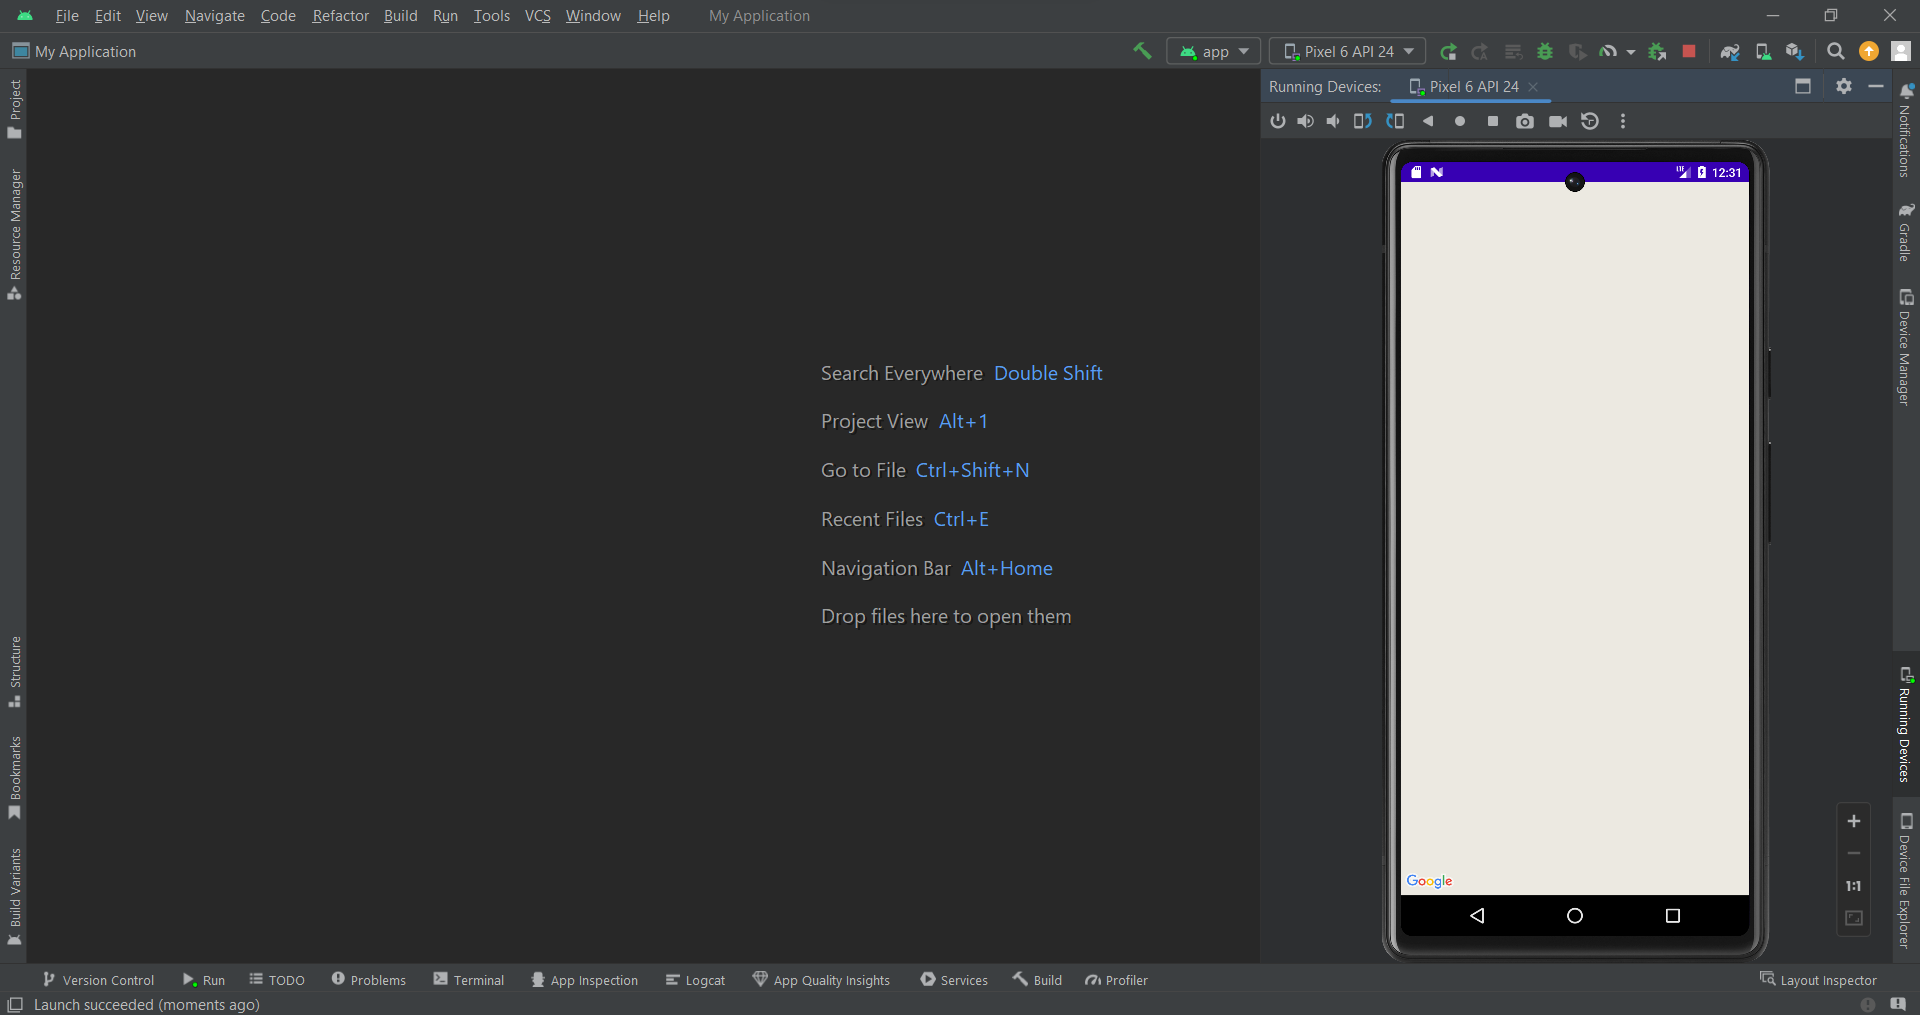 File Edit View Navigate Code Refactor Build Run Tools VCS Window Help My Application
My Application
app
Pixel 6 API 24
Running Devices: Pixel 6 API 24
Project
Resource Manager
Structure
Bookmarks
Build Variants
Search Everywhere Double Shift
Project View Alt+1
Go to File Ctrl+Shift+N
Recent Files Ctrl+E
Navigation Bar Alt+Home
Drop files here to open them
LTE 12:31
Google
1:1
Notifications
Gradle
Device Manager
Running Devices
Device File Explorer
Version Control Run TODO Problems Terminal App Inspection Logcat App Quality Insights Services Build Profiler Layout Inspector
Launch succeeded (moments ago)